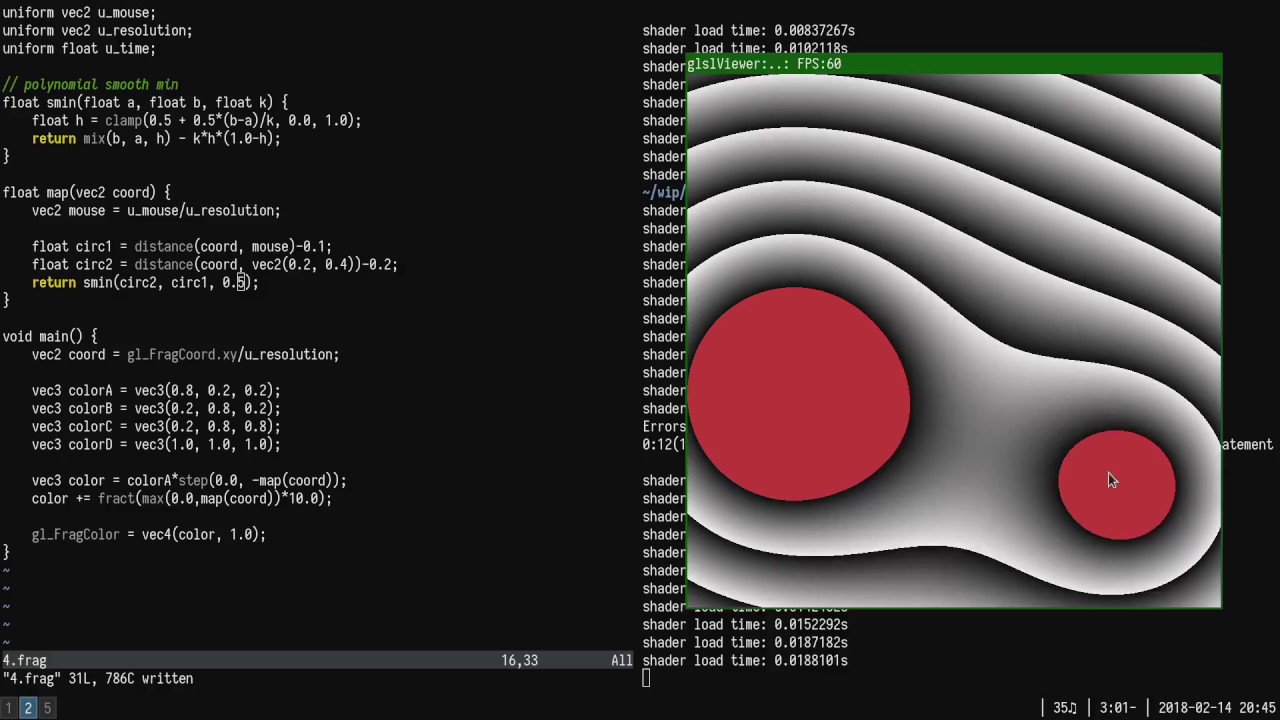 uniform vec2 u_mouse;
uniform vec2 u_resolution;
uniform float u_time;
// polynomial smooth min
float smin(float a, float b, float k) {
float h = clamp(0.5 + 0.5*(b-a)/k, 0.0, 1.0);
return mix(b, a, h) - k*h*(1.0-h);
}
float map(vec2 coord) {
vec2 mouse = u_mouse/u_resolution;
float circ1 = distance(coord, mouse)-0.1;
float circ2 = distance(coord, vec2(0.2, 0.4))-0.2;
return smin(circ2, circ1, 0.5);
}
void main() {
vec2 coord = gl_FragCoord.xy/u_resolution;
vec3 colorA = vec3(0.8, 0.2, 0.2);
vec3 colorB = vec3(0.2, 0.8, 0.2);
vec3 colorC = vec3(0.2, 0.8, 0.8);
vec3 colorD = vec3(1.0, 1.0, 1.0);
vec3 color = colorA*step(0.0, -map(coord));
color += fract(max(0.0,map(coord))*10.0);
gl_FragColor = vec4(color, 1.0);
}
~
~
~
~
~
4.frag 16,33 All
"4.frag" 31L, 786C written
shader load time: 0.00837267s
shader load time: 0.0102118s
shader
shader
shader
shader
shader
shader
shader
~/wip/
shader
shader
shader
shader
shader
shader
shader
shader
shader
shader
shader
shader
Errors
0:12(1 atement
shader
shader
shader
shader
shader
shader
shader
shader
shader load time: 0.0152292s
shader load time: 0.0187182s
shader load time: 0.0188101s
glslViewer:..: FPS:60
1 2 5
| 35♫ | 3:01- | 2018-02-14 20:45